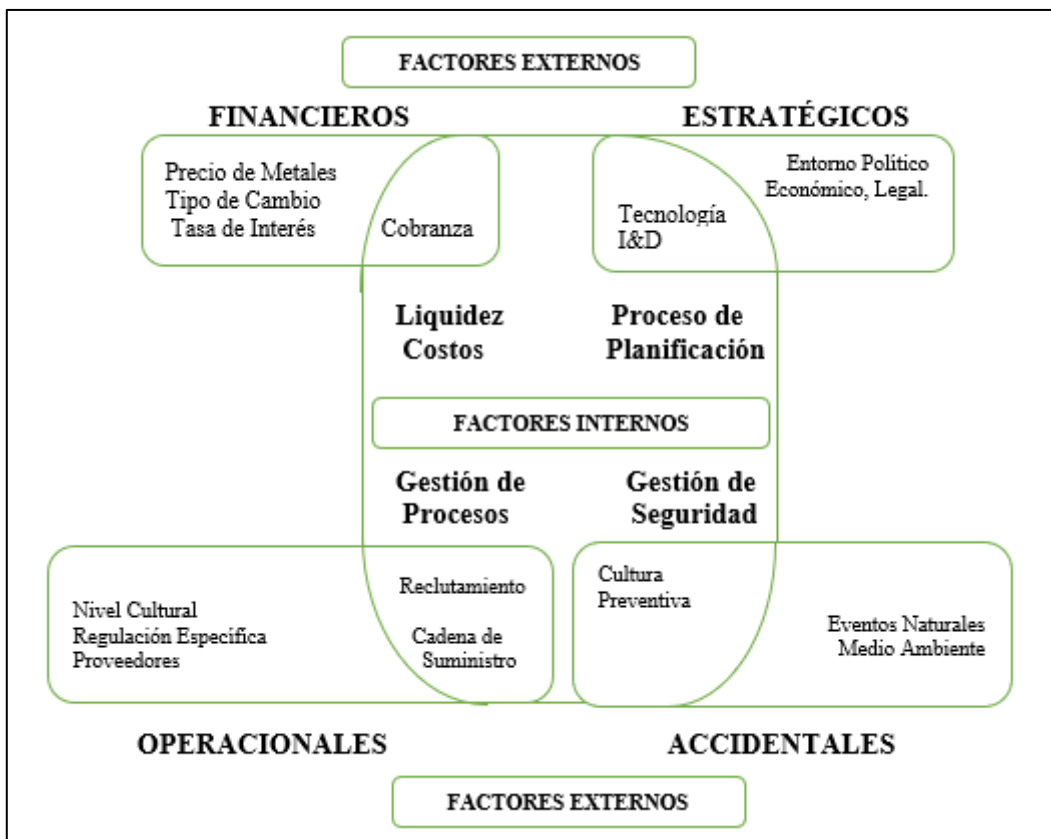 FACTORES EXTERNOS
FINANCIEROS
ESTRATÉGICOS
Precio de Metales
Tipo de Cambio
Tasa de Interés
Cobranza
Entorno Político
Económico, Legal.
Tecnología
I&D
Liquidez
Costos
Proceso de
Planificación
FACTORES INTERNOS
Gestión de
Procesos
Gestión de
Seguridad
Nivel Cultural
Regulación Específica
Proveedores
Reclutamiento
Cadena de
Suministro
Cultura
Preventiva
Eventos Naturales
Medio Ambiente
OPERACIONALES
ACCIDENTALES
FACTORES EXTERNOS